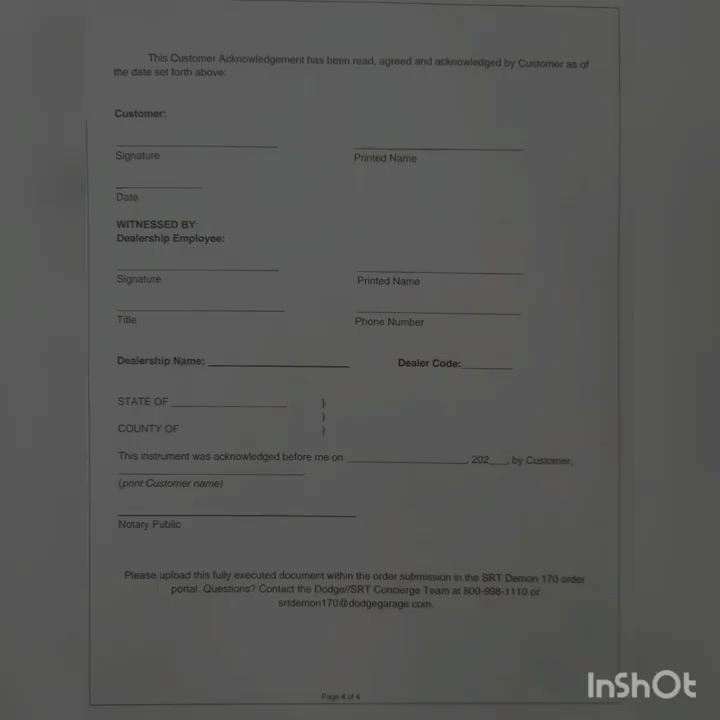 This Customer Acknowledgement has been read, agreed and acknowledged by Customer as of
the date set forth above:
Customer:
Signature
Printed Name
Date
WITNESSED BY:
Dealership Employee:
Signature
Printed Name
Title
Phone Number
Dealership Name:
Dealer Code:
STATE OF )
)
COUNTY OF )
This instrument was acknowledged before me on , 202 , by Customer,
(print Customer name)
Notary Public
Please upload this fully executed document within the order submission in the SRT Demon 170 order
portal. Questions? Contact the Dodge//SRT Concierge Team at 800-998-1110 or
srtdemon170@dodgegarage.com.
Page 4 of 4
InShOt